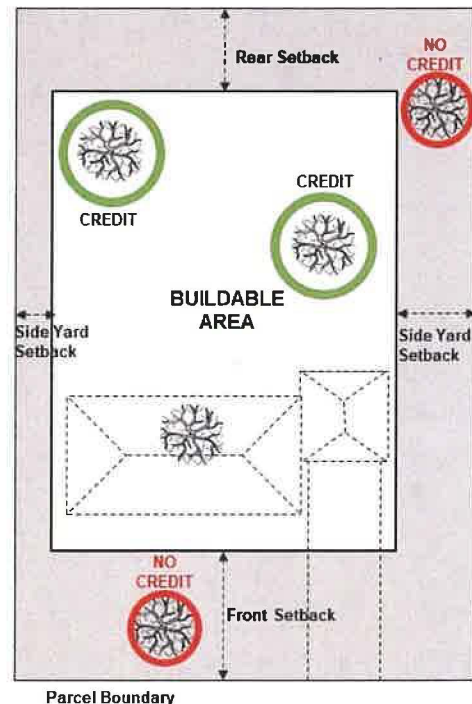 Rear Setback
NO
CREDIT
CREDIT
CREDIT
BUILDABLE
AREA
Side Yard
Setback
Side Yard
Setback
NO
CREDIT
Front Setback
Parcel Boundary